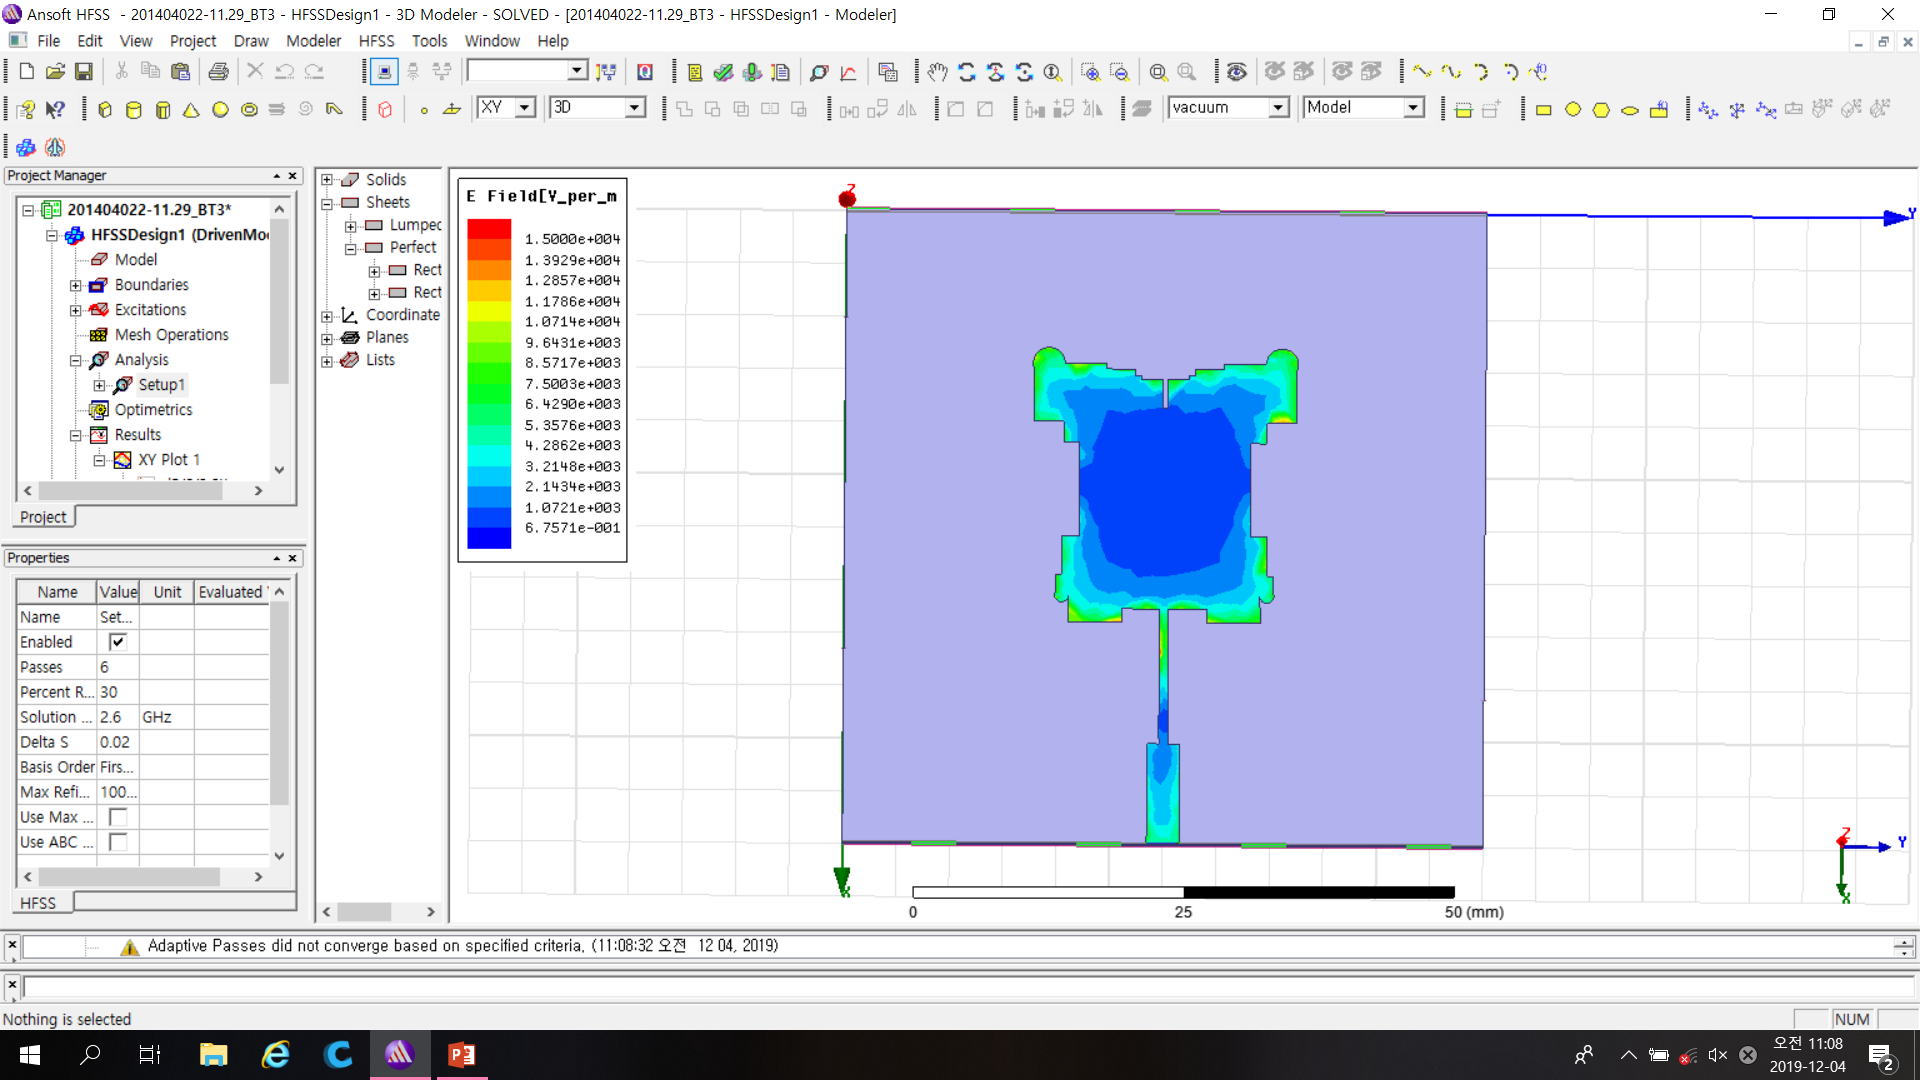 Ansoft HFSS - 201404022-11.29_BT3 - HFSSDesign1 - 3D Modeler - SOLVED - [201404022-11.29_BT3 - HFSSDesign1 - Modeler]
File Edit View Project Draw Modeler HFSS Tools Window Help
XY 3D vacuum Model
Project Manager
201404022-11.29_BT3*
HFSSDesign1 (DrivenMo
Model
Boundaries
Excitations
Mesh Operations
Analysis
Setup1
Optimetrics
Results
XY Plot 1
Project
Properties
Name Value Unit Evaluated
Name Set...
Enabled
Passes 6
Percent R... 30
Solution ... 2.6 GHz
Delta S 0.02
Basis Order Firs...
Max Refi... 100...
Use Max ...
Use ABC ...
HFSS
Solids
Sheets
Lumped
Perfect
Rect
Rect
Coordinate
Planes
Lists
E Field[V_per_m
1.5000e+004
1.3929e+004
1.2857e+004
1.1786e+004
1.0714e+004
9.6431e+003
8.5717e+003
7.5003e+003
6.4290e+003
5.3576e+003
4.2862e+003
3.2148e+003
2.1434e+003
1.0721e+003
6.7571e-001
Z
Y
X
Z
Y
X
0 25 50 (mm)
Adaptive Passes did not converge based on specified criteria. (11:08:32 오전 12 04, 2019)
Nothing is selected
NUM
오전 11:08
2019-12-04
2